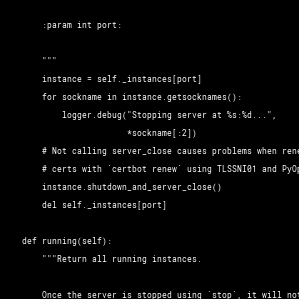 :param int port:
"""
instance = self._instances[port]
for sockname in instance.getsocknames():
logger.debug("Stopping server at %s:%d...",
*sockname[:2])
# Not calling server_close causes problems when rene
# certs with `certbot renew` using TLSSNI01 and PyOp
instance.shutdown_and_server_close()
del self._instances[port]
def running(self):
"""Return all running instances.
Once the server is stopped using `stop`, it will not